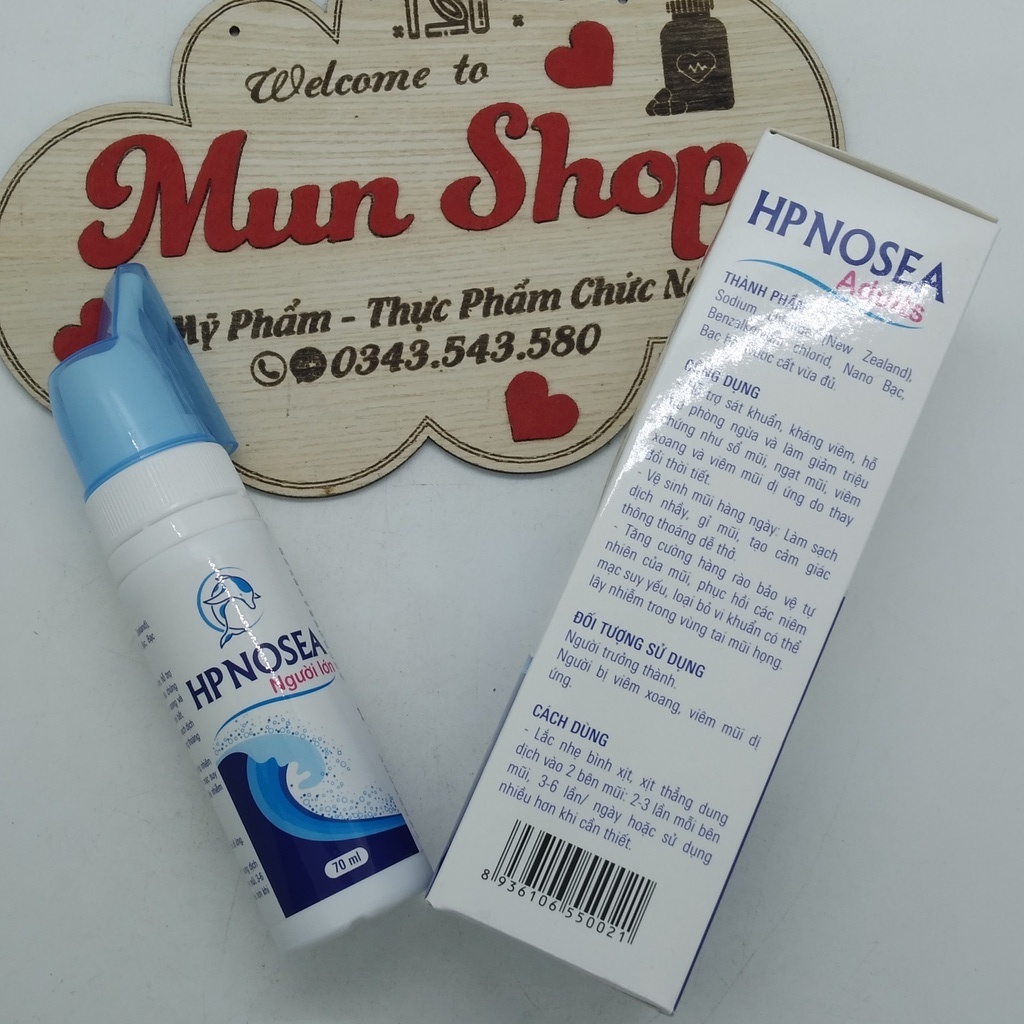 Welcome to
Mun Shop
Mỹ Phẩm - Thực Phẩm Chức
0343.543.580
HPNOSEA
Adults
THÀNH PHẦN
Sodium (New Zealand),
chlorid, Nano Bạc,
Bạc cất vừa đủ.
CÔNG DỤNG
trợ sát khuẩn, kháng viêm, hỗ
phòng ngừa và làm giảm triệu
chứng như sổ mũi, ngạt mũi, viêm
xoang và viêm mũi dị ứng do thay
đổi thời tiết.
- Vệ sinh mũi hàng ngày: Làm sạch
dịch nhầy, gỉ mũi, tạo cảm giác
thông thoáng dễ thở.
- Tăng cường hàng rào bảo vệ tự
nhiên của mũi, phục hồi các niêm
mạc suy yếu, loại bỏ vi khuẩn có thể
lây nhiễm trong vùng tai mũi họng.
ĐỐI TƯỢNG SỬ DỤNG
Người trưởng thành.
Người bị viêm xoang, viêm mũi dị
ứng.
CÁCH DÙNG
- Lắc nhẹ bình xịt, xịt thẳng dung
dịch vào 2 bên mũi: 2-3 lần mỗi bên
mũi, 3-6 lần/ ngày hoặc sử dụng
nhiều hơn khi cần thiết.
8 936106 550021
HPNOSEA
Người lớn
70 ml